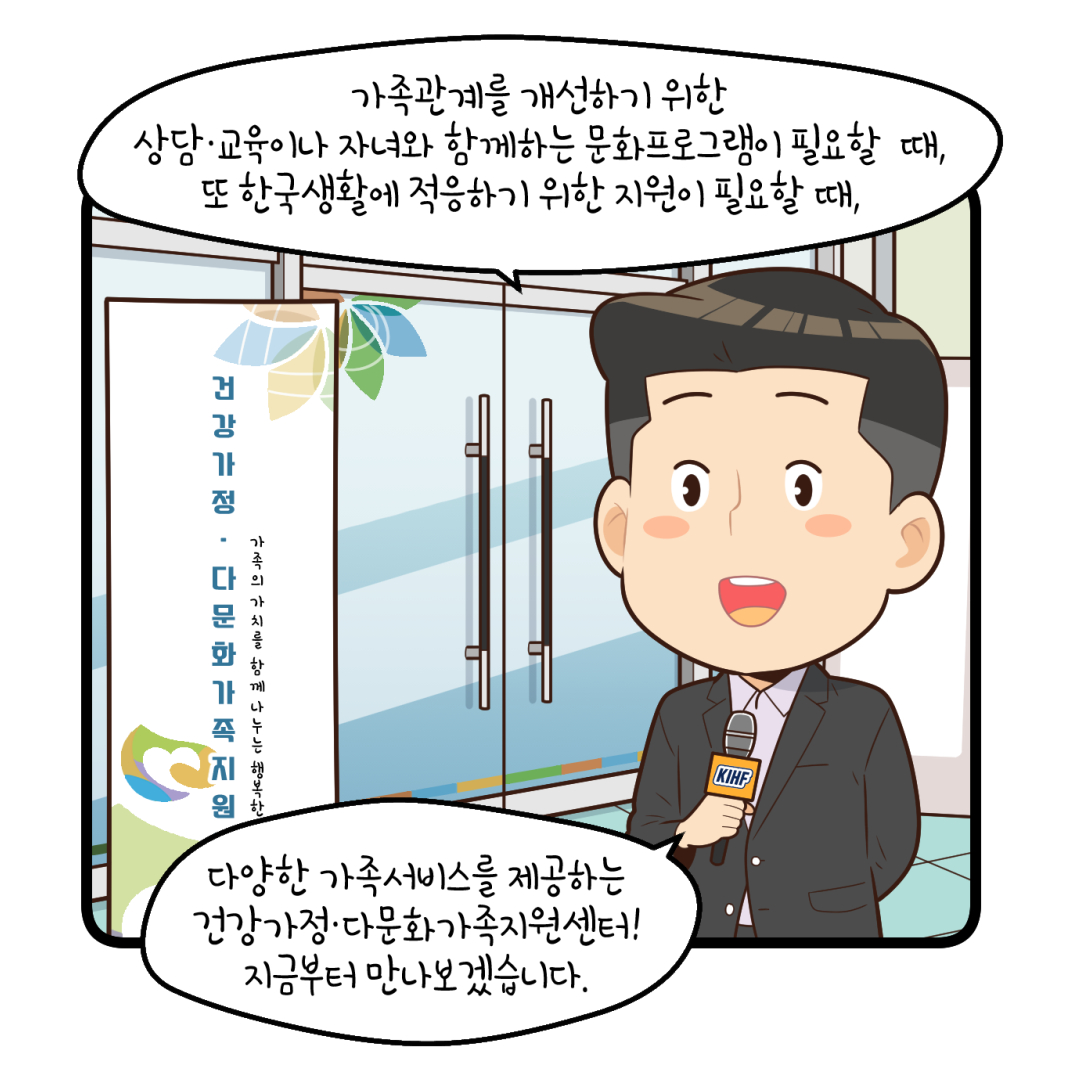 가족관계를 개선하기 위한
상담·교육이나 자녀와 함께하는 문화프로그램이 필요할 때,
또 한국생활에 적응하기 위한 지원이 필요할 때,
건강가정·다문화가족지원
가족의 가치를 함께 나누는 행복한
KIHF
다양한 가족서비스를 제공하는
건강가정·다문화가족지원센터!
지금부터 만나보겠습니다.